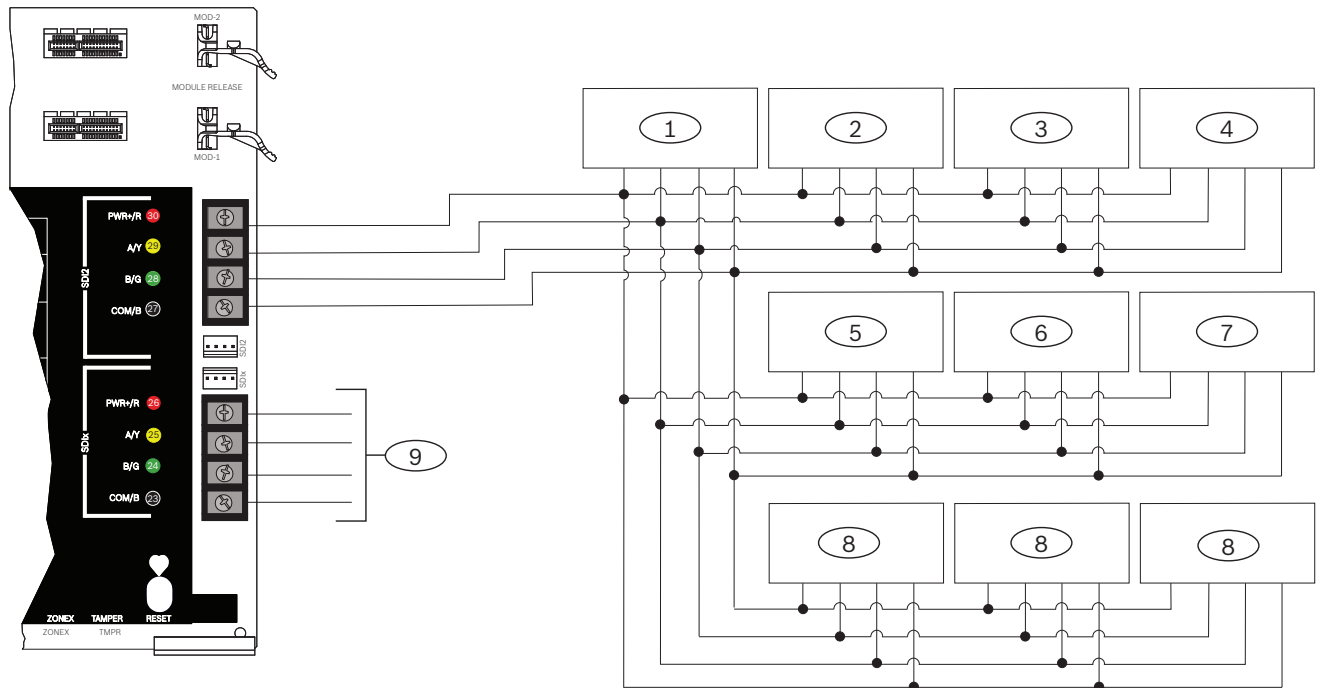 MOD-2
MODULE RELEASE
MOD-1
PWR+/R 30
A/Y 29
B/G 28
COM/B 27
SDI2
SDI2
SDIx
PWR+/R 26
A/Y 25
B/G 24
COM/B 23
SDIx
ZONEX TAMPER RESET
ZONEX TMPR
1 2 3 4
5 6 7
8 8 8
9